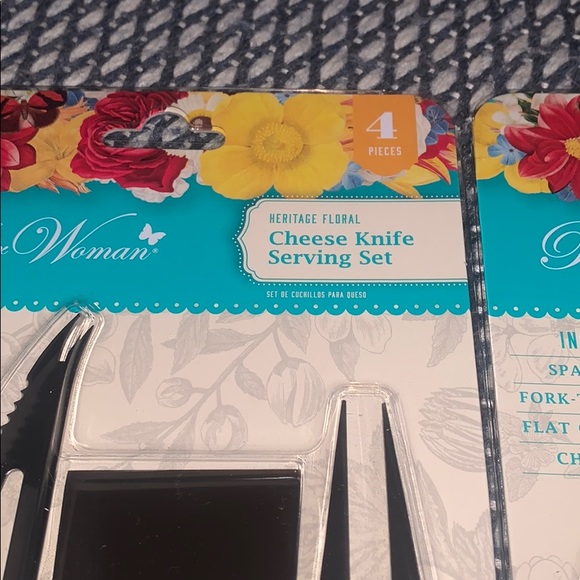 4
PIECES
Woman®
HERITAGE FLORAL
Cheese Knife
Serving Set
SET DE CUCHILLOS PARA QUESO
IN
SPA
FORK-
FLAT
CH